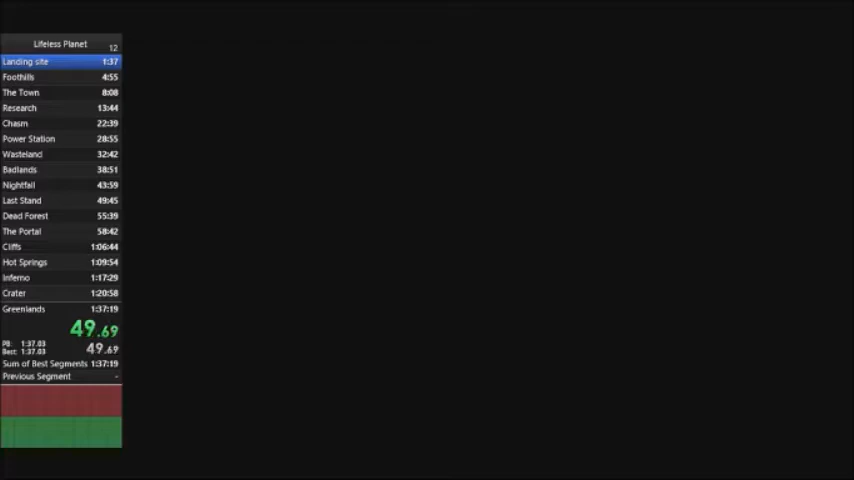 Lifeless Planet
12
Landing site 1:37
Foothills 4:55
The Town 8:08
Research 13:44
Chasm 22:39
Power Station 28:55
Wasteland 32:42
Badlands 38:51
Nightfall 43:59
Last Stand 49:45
Dead Forest 55:39
The Portal 58:42
Cliffs 1:06:44
Hot Springs 1:09:54
Inferno 1:17:29
Crater 1:20:58
Greenlands 1:37:19
49.69
PB: 1:37.03
Best: 1:37.03 49.69
Sum of Best Segments 1:37:19
Previous Segment -